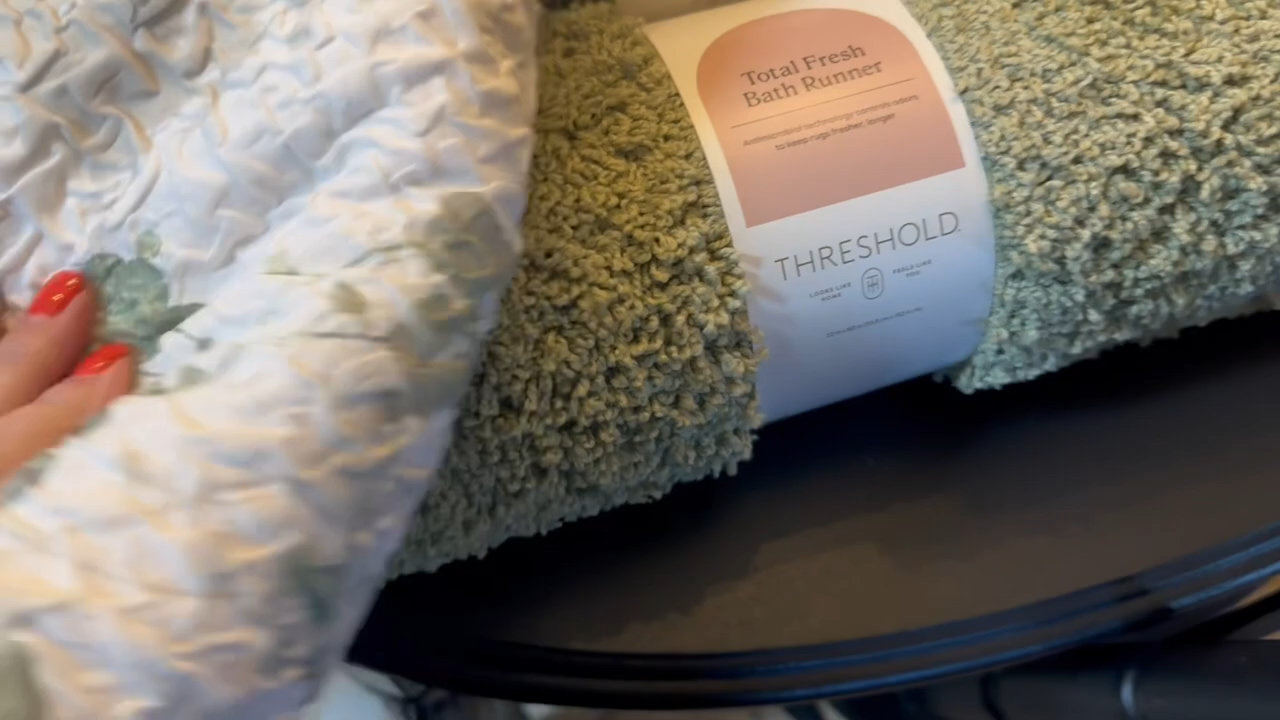 Total Fresh
Bath Runner
Antimicrobial technology controls odors
to keep rugs fresher, longer
THRESHOLD
LOOKS LIKE
HOME
FEELS LIKE
YOU